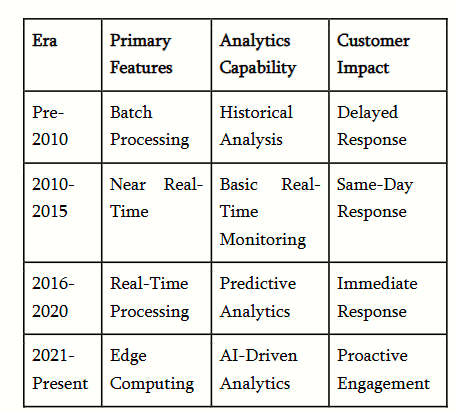 Era Primary Features Analytics Capability Customer Impact
Pre-2010 Batch Processing Historical Analysis Delayed Response
2010-2015 Near Real-Time Basic Real-Time Monitoring Same-Day Response
2016-2020 Real-Time Processing Predictive Analytics Immediate Response
2021-Present Edge Computing AI-Driven Analytics Proactive Engagement